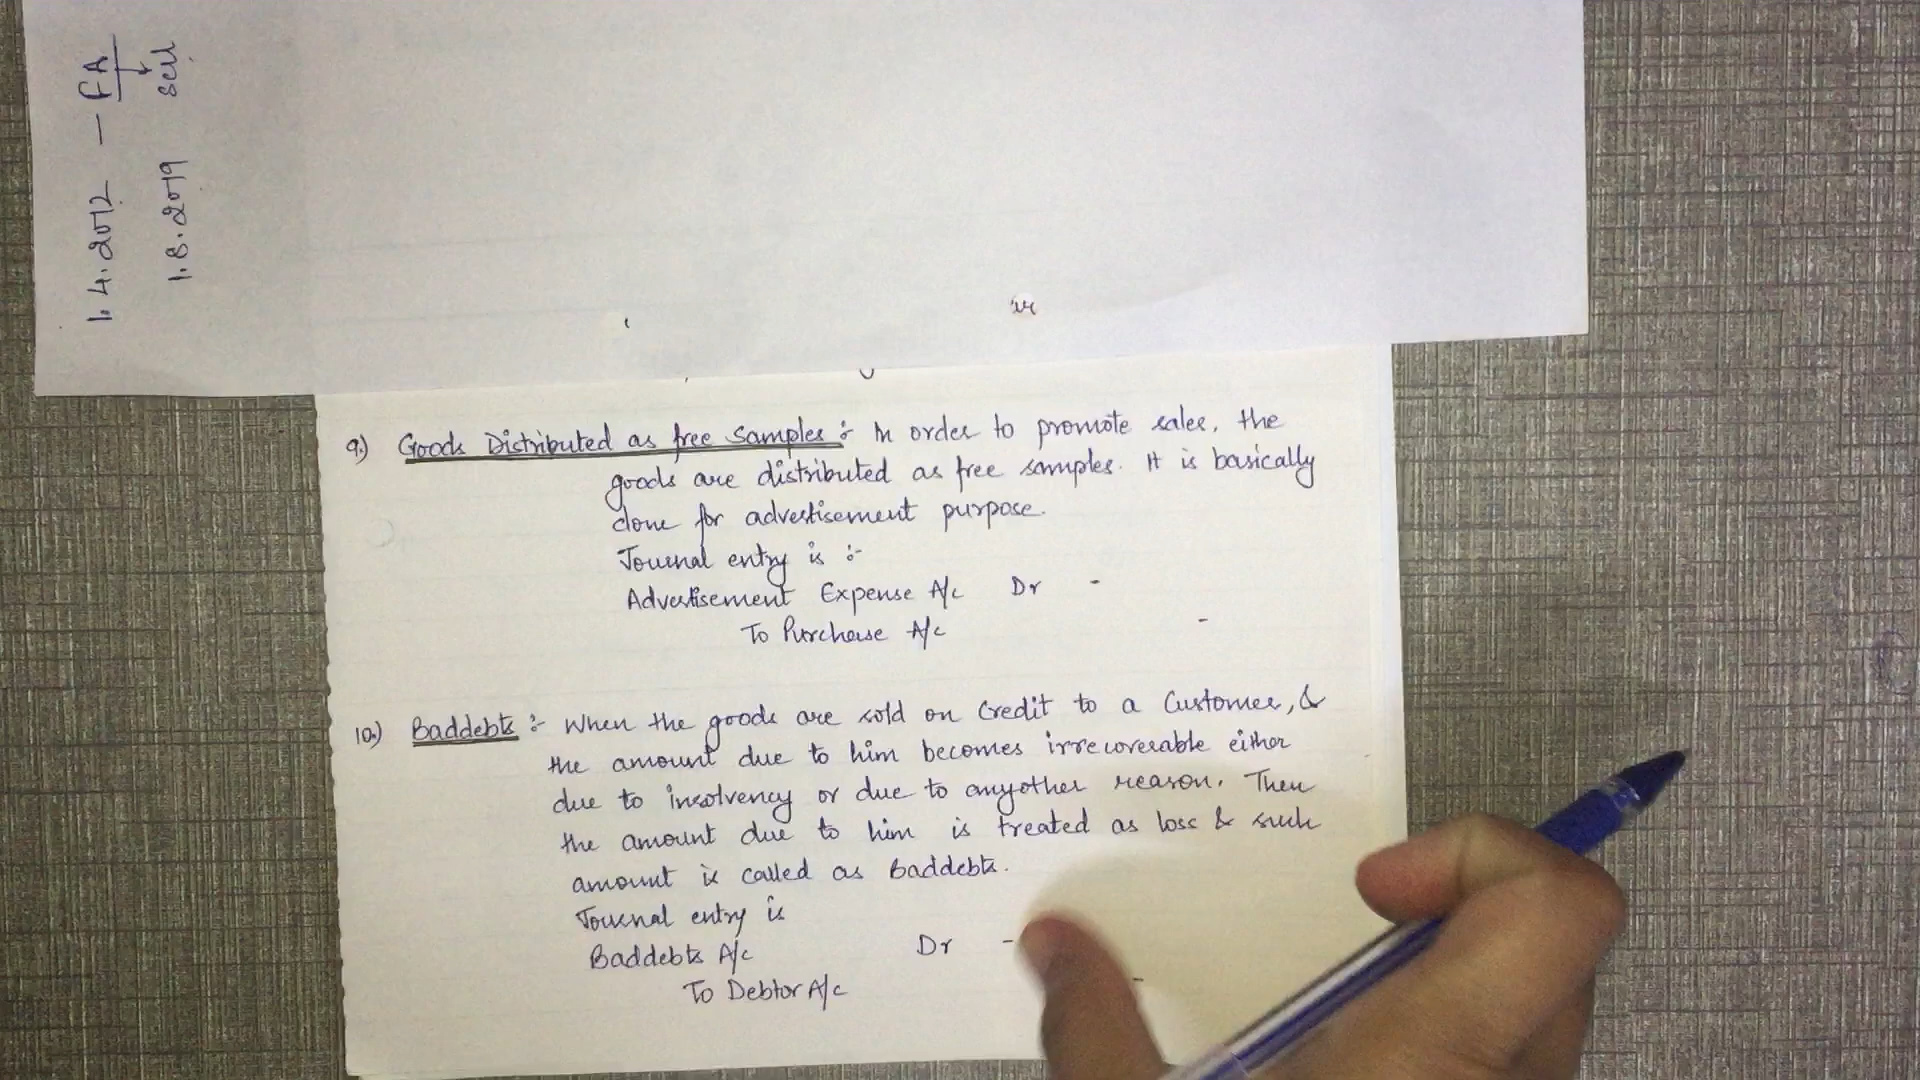 1.4.2012 — FA
1.8.2019 sell
9.) Goods Distributed as free Samples :- In order to promote sales, the
goods are distributed as free samples. It is basically
done for advertisement purpose.
Journal entry is :-
Advertisement Expense A/c Dr -
To Purchase A/c -
10.) Baddebts :- When the goods are sold on Credit to a Customer, &
the amount due to him becomes irrecoverable either
due to insolvency or due to anyother reason. Then
the amount due to him is treated as loss & such
amount is called as Baddebts.
Journal entry is
Baddebts A/c Dr -
To Debtor A/c -